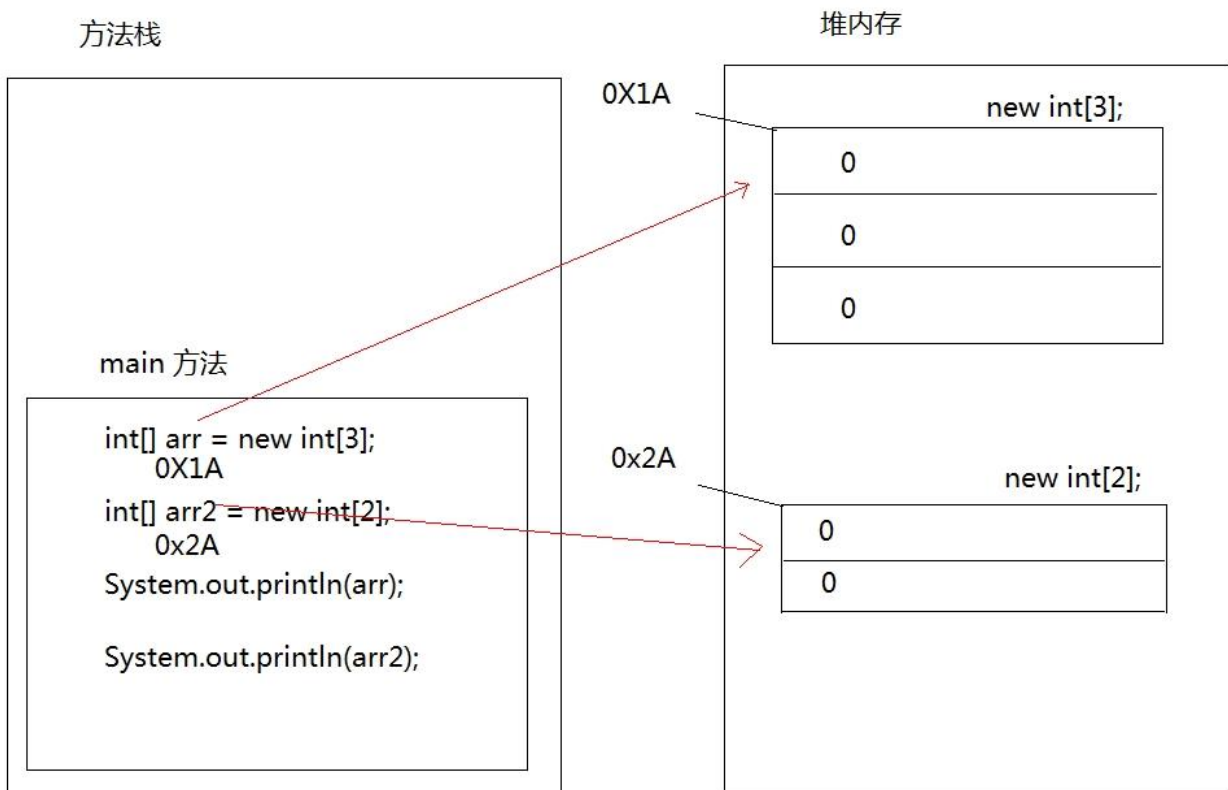 方法栈
main 方法
int[] arr = new int[3];
0X1A
int[] arr2 = new int[2];
0x2A
System.out.println(arr);
System.out.println(arr2);
堆内存
0X1A
new int[3];
0
0
0
0x2A
new int[2];
0
0